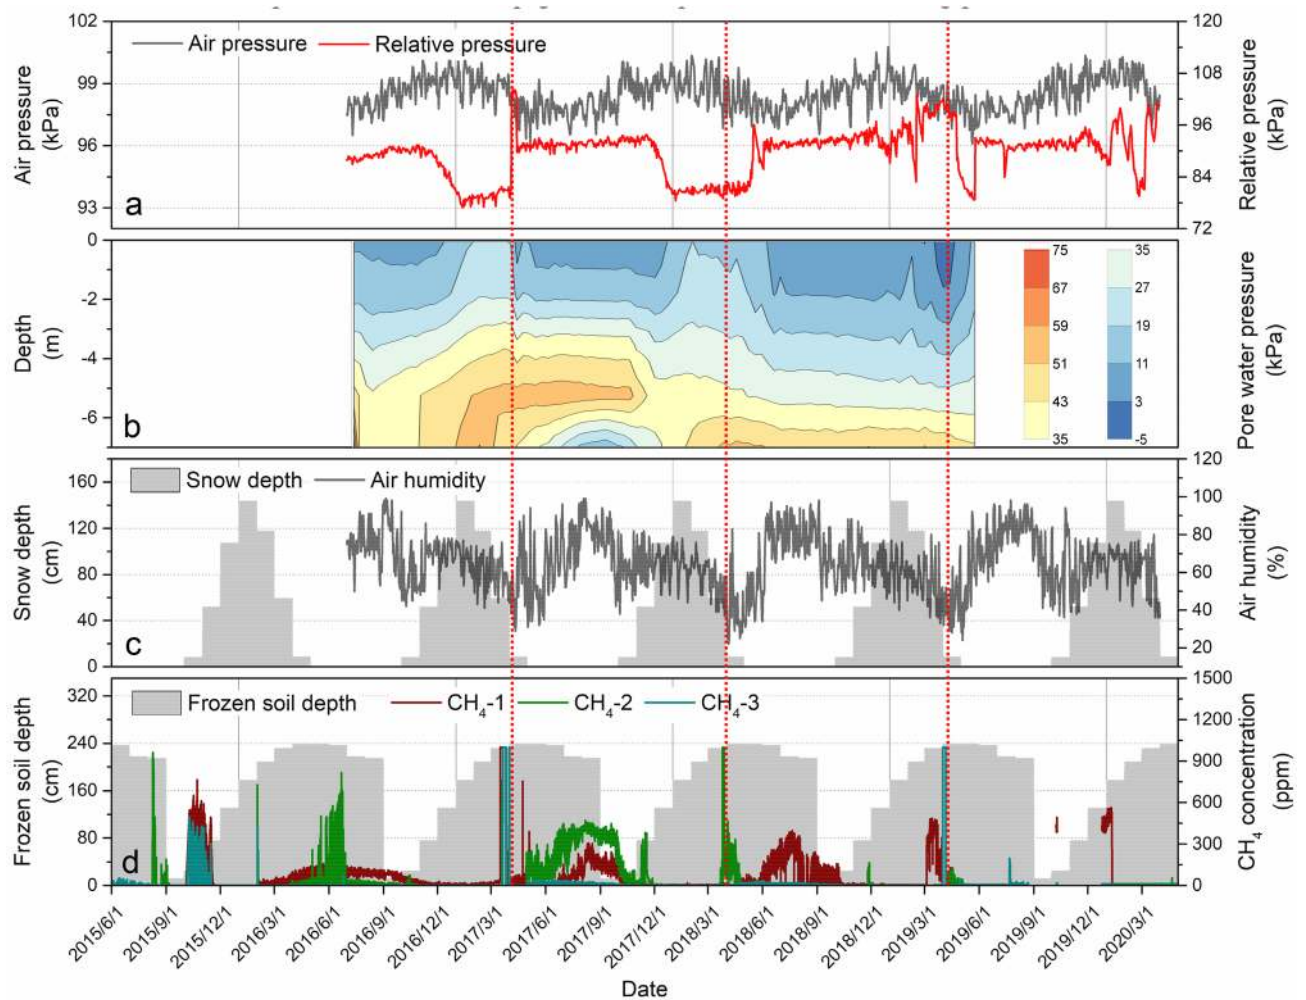 102
99
96
93
Air pressure
(kPa)
Air pressure
Relative pressure
a
120
108
96
84
72
Relative pressure
(kPa)
0
-2
-4
-6
Depth
(m)
b
75
67
59
51
43
35
35
27
19
11
3
-5
Pore water pressure
(kPa)
160
120
80
40
0
Snow depth
(cm)
Snow depth
Air humidity
c
120
100
80
60
40
20
Air humidity
(%)
320
240
160
80
0
Frozen soil depth
(cm)
Frozen soil depth
CH₄-1
CH₄-2
CH₄-3
d
1500
1200
900
600
300
0
CH₄ concentration
(ppm)
2015/6/1
2015/9/1
2015/12/1
2016/3/1
2016/6/1
2016/9/1
2016/12/1
2017/3/1
2017/6/1
2017/9/1
2017/12/1
2018/3/1
2018/6/1
2018/9/1
2018/12/1
2019/3/1
2019/6/1
2019/9/1
2019/12/1
2020/3/1
Date